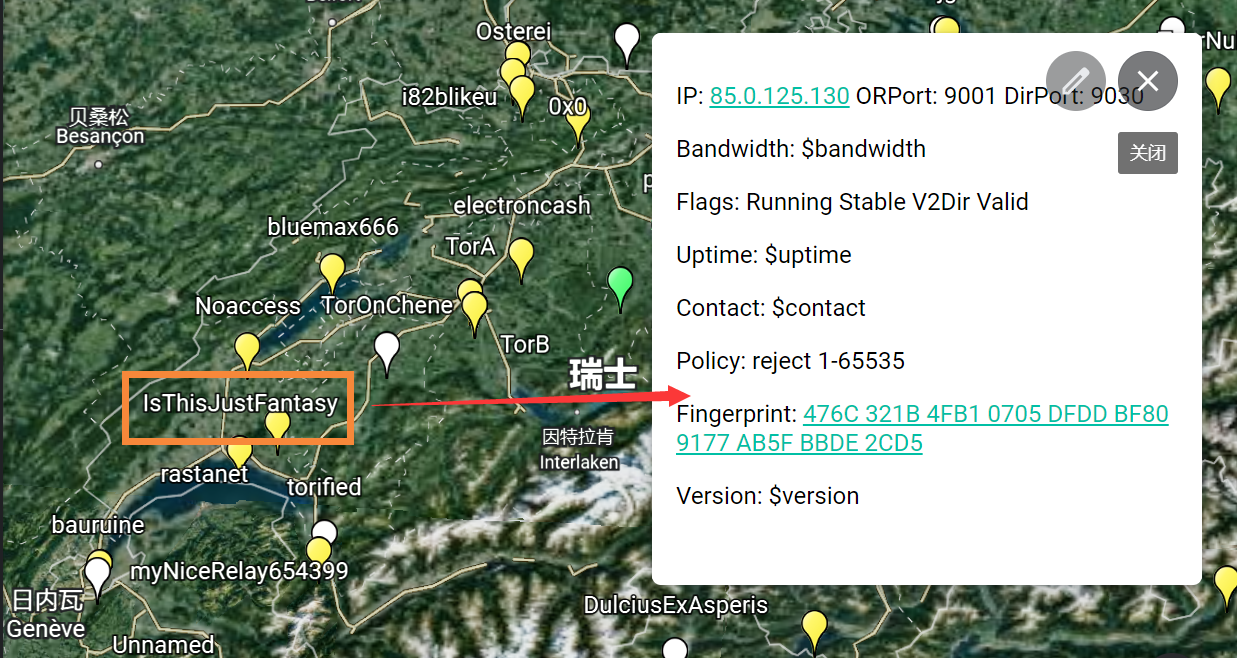 Osterei
rNu
i82blikeu
0x0
贝桑松
Besançon
electroncash
bluemax666
TorA
Noaccess
TorOnChene
TorB
瑞士
IsThisJustFantasy
因特拉肯
Interlaken
rastanet
torified
bauruine
myNiceRelay654399
日内瓦
Genève
DulciusExAsperis
Unnamed
IP: 85.0.125.130 ORPort: 9001 DirPort: 9030
关闭
Bandwidth: $bandwidth
Flags: Running Stable V2Dir Valid
Uptime: $uptime
Contact: $contact
Policy: reject 1-65535
Fingerprint: 476C 321B 4FB1 0705 DFDD BF80
9177 AB5F BBDE 2CD5
Version: $version